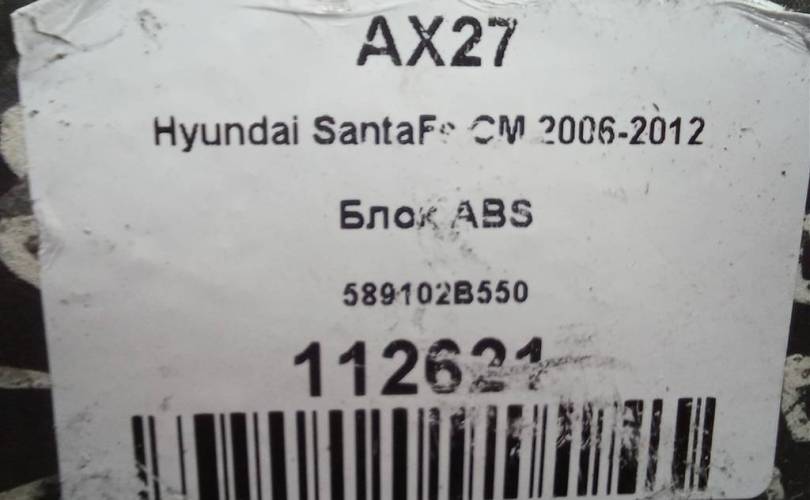 AX27
Hyundai SantaFe CM 2006-2012
Блок ABS
589102B550
112621